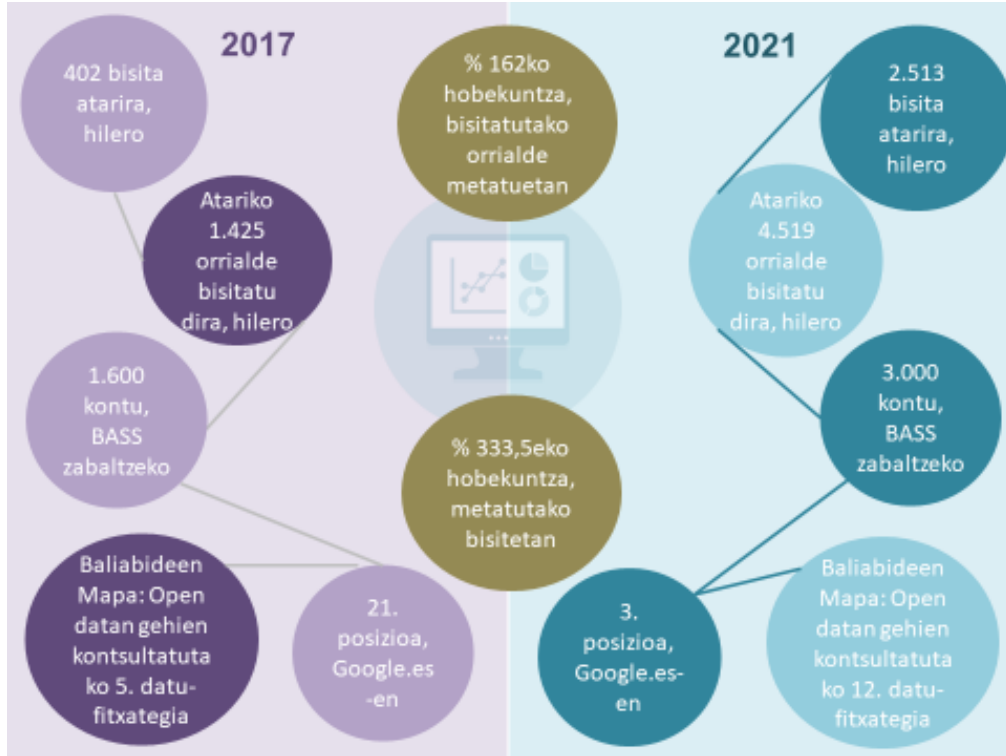 2017
402 bisita
atarira,
hilero
Atariko
1.425
orrialde
bisitatu
dira, hilero
1.600
kontu,
BASS
zabaltzeko
21.
posizioa,
Google.es
-en
Baliabideen
Mapa: Open
datan gehien
kontsultatuta
ko 5. datu-
fitxategia
% 162ko
hobekuntza,
bisitatutako
orrialde
metatuetan
% 333,5eko
hobekuntza,
metatutako
bisitetan
2021
2.513
bisita
atarira,
hilero
Atariko
4.519
orrialde
bisitatu
dira, hilero
3.000
kontu,
BASS
zabaltzeko
3.
posizioa,
Google.es-
en
Baliabideen
Mapa: Open
datan gehien
kontsultatuta
ko 12. datu-
fitxategia